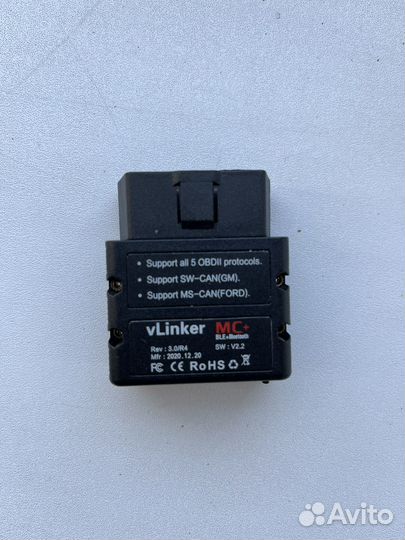 • Support all 5 OBDII protocols.
• Support SW-CAN(GM).
• Support MS-CAN(FORD).
vLinker MC+
BLE+Bluetooth
Rev : 3.0/R4 SW : V2.2
Mfr : 2020.12.20
FC CE RoHS
Avito